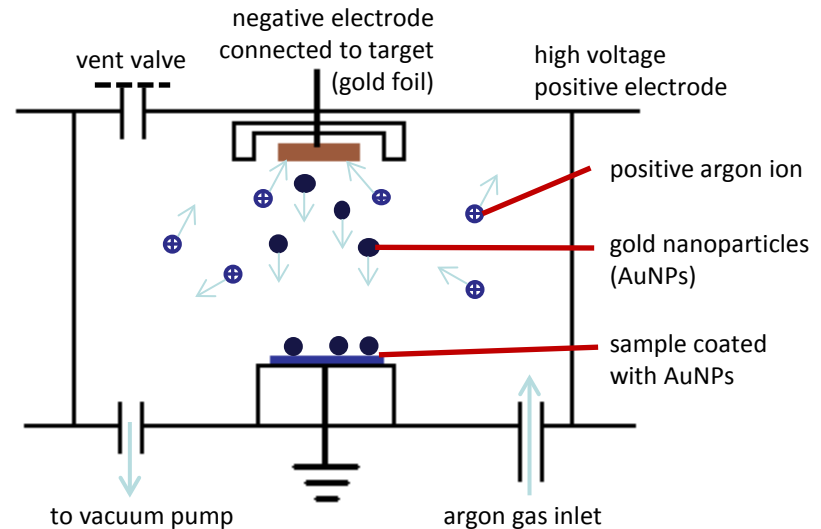 negative electrode
connected to target
(gold foil)
vent valve
high voltage
positive electrode
positive argon ion
gold nanoparticles
(AuNPs)
sample coated
with AuNPs
to vacuum pump
argon gas inlet